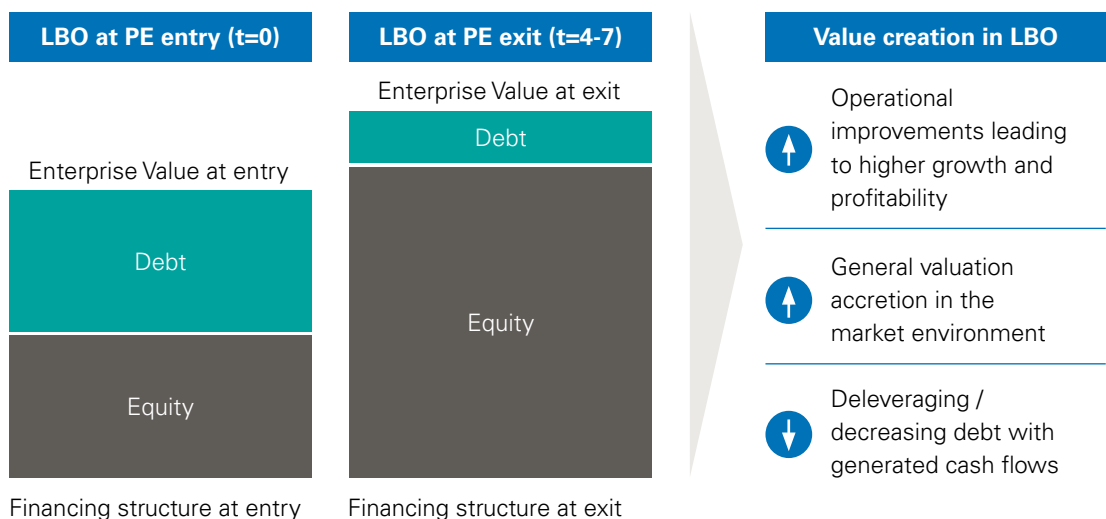 LBO at PE entry (t=0)
Enterprise Value at entry
Debt
Equity
Financing structure at entry
LBO at PE exit (t=4-7)
Enterprise Value at exit
Debt
Equity
Financing structure at exit
Value creation in LBO
Operational
improvements leading
to higher growth and
profitability
General valuation
accretion in the
market environment
Deleveraging /
decreasing debt with
generated cash flows